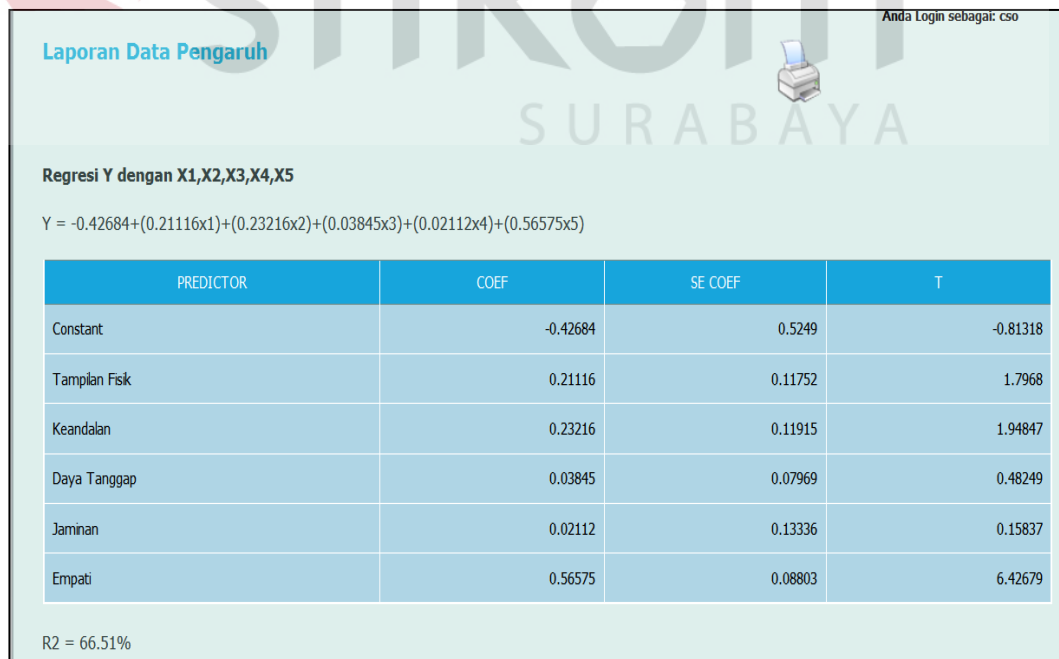 Anda Login sebagai: cso
Laporan Data Pengaruh
SURABAYA
Regresi Y dengan X1,X2,X3,X4,X5
Y = -0.42684+(0.21116x1)+(0.23216x2)+(0.03845x3)+(0.02112x4)+(0.56575x5)
PREDICTOR COEF SE COEF T
Constant -0.42684 0.5249 -0.81318
Tampilan Fisik 0.21116 0.11752 1.7968
Keandalan 0.23216 0.11915 1.94847
Daya Tanggap 0.03845 0.07969 0.48249
Jaminan 0.02112 0.13336 0.15837
Empati 0.56575 0.08803 6.42679
R2 = 66.51%